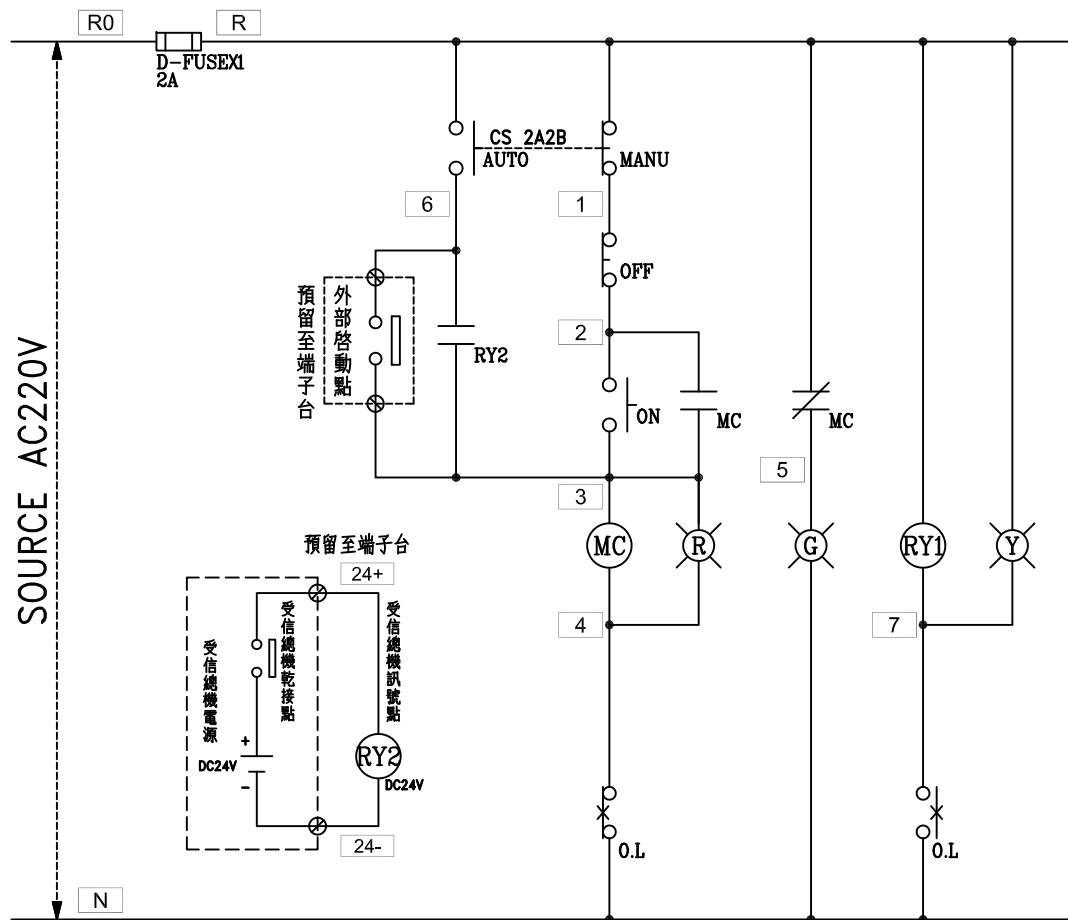 R0
R
D-FUSEX1
2A
CS 2A2B
AUTO
MANU
6
1
OFF
預留至端子台
外部啓動點
RY2
2
ON
MC
MC
SOURCE AC220V
3
5
MC
R
G
RY1
Y
預留至端子台
24+
4
7
受信總機電源
受信總機乾接點
受信總機訊號點
+
DC24V
-
RY2
DC24V
24-
O.L
O.L
N